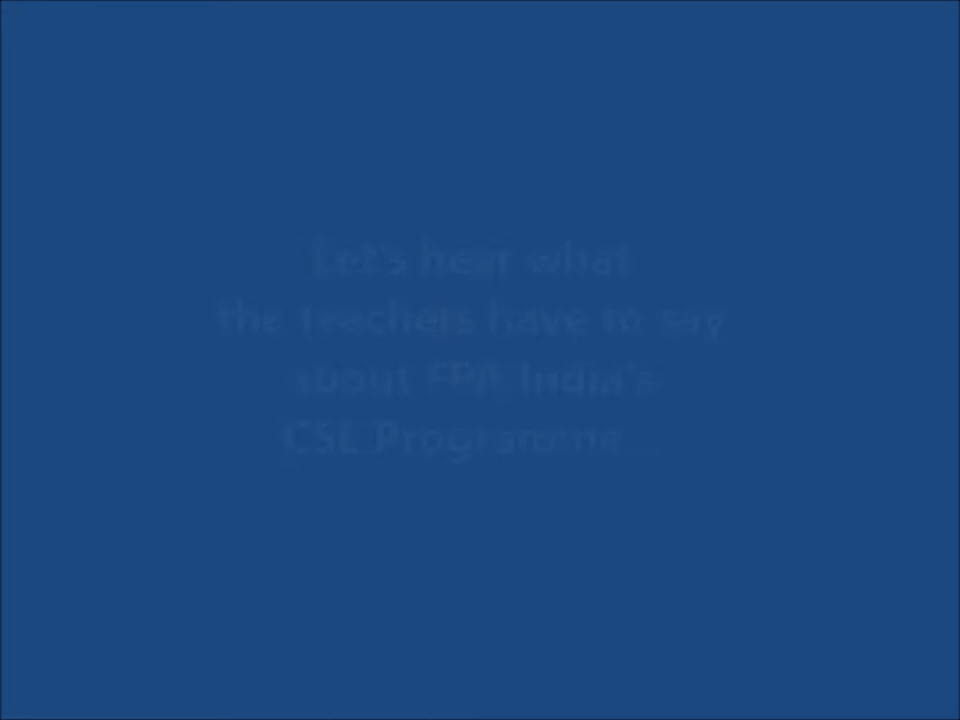 Let's hear what
the teachers have to say
about FPA India's
CSE Programme...